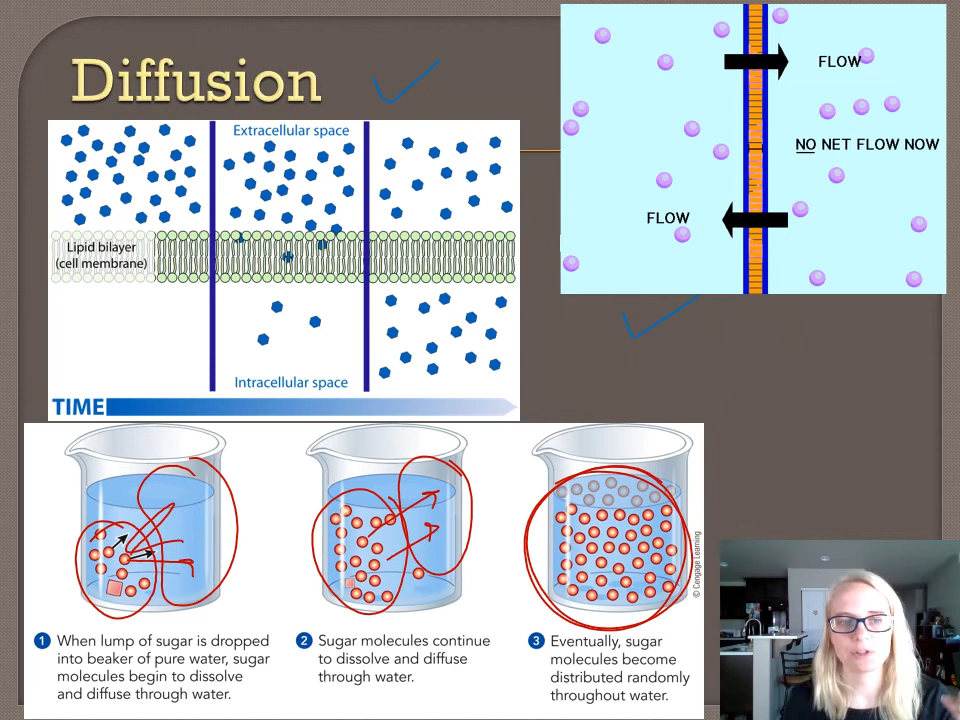 Diffusion
Extracellular space
Lipid bilayer
(cell membrane)
Intracellular space
TIME
FLOW
NO NET FLOW NOW
FLOW
1 When lump of sugar is dropped
into beaker of pure water, sugar
molecules begin to dissolve
and diffuse through water.
2 Sugar molecules continue
to dissolve and diffuse
through water.
3 Eventually, sugar
molecules become
distributed randomly
throughout water.
© Cengage Learning